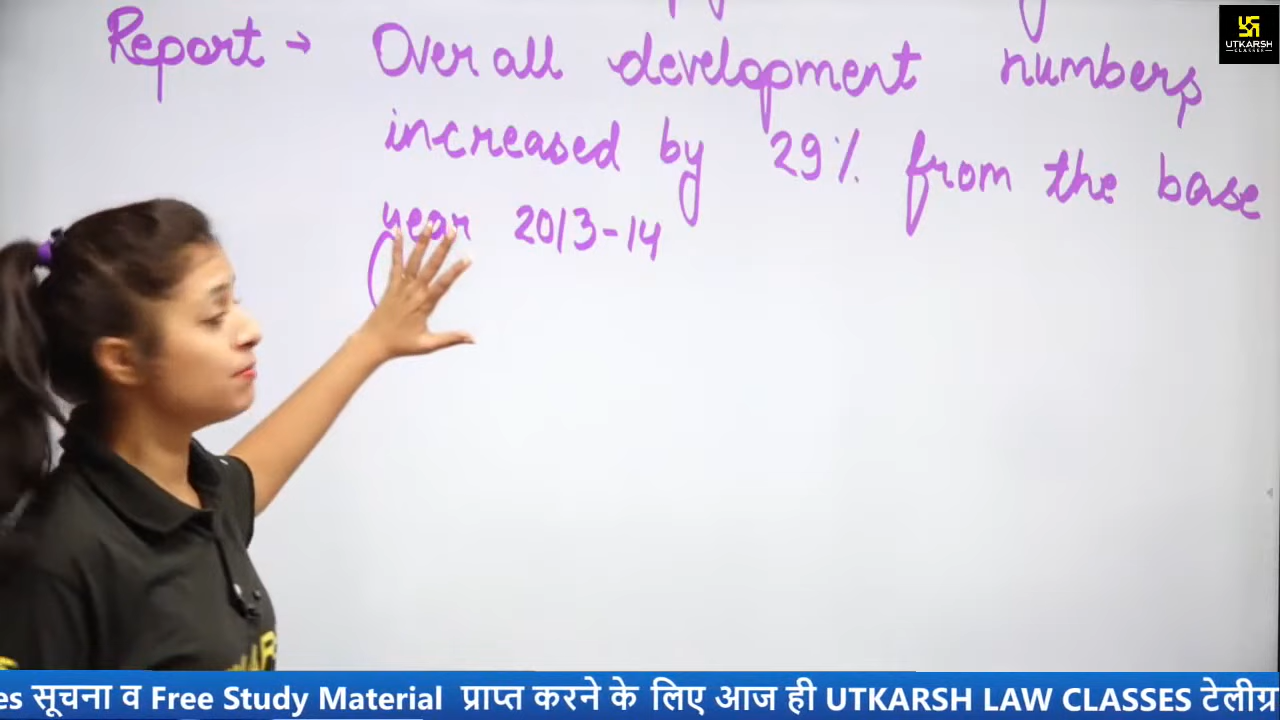 UTKARSH
CLASSES
Report → Overall development numbers
increased by 29% from the base
year 2013-14
es सूचना व Free Study Material प्राप्त करने के लिए आज ही UTKARSH LAW CLASSES टेलीग्र